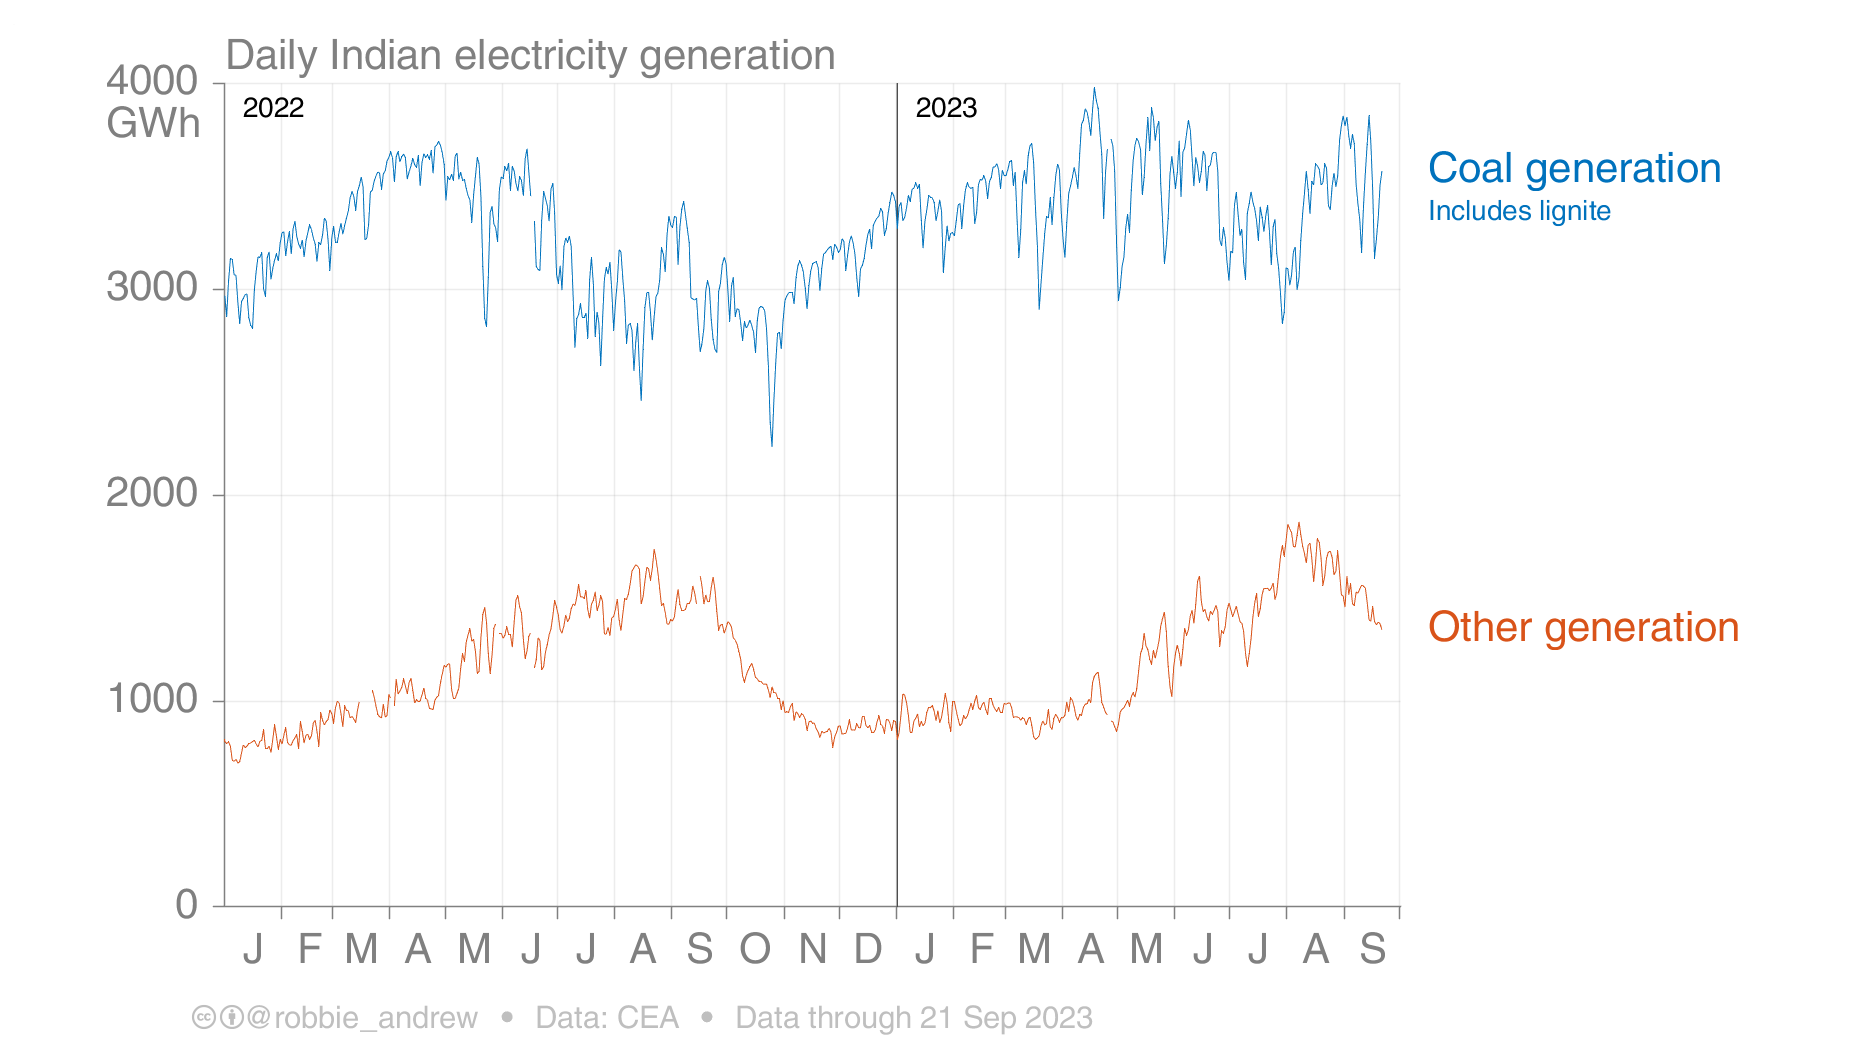 Daily Indian electricity generation
4000
GWh
2022
2023
Coal generation
Includes lignite
3000
2000
Other generation
1000
0
J F M A M J J A S O N D J F M A M J J A S
@robbie_andrew • Data: CEA • Data through 21 Sep 2023